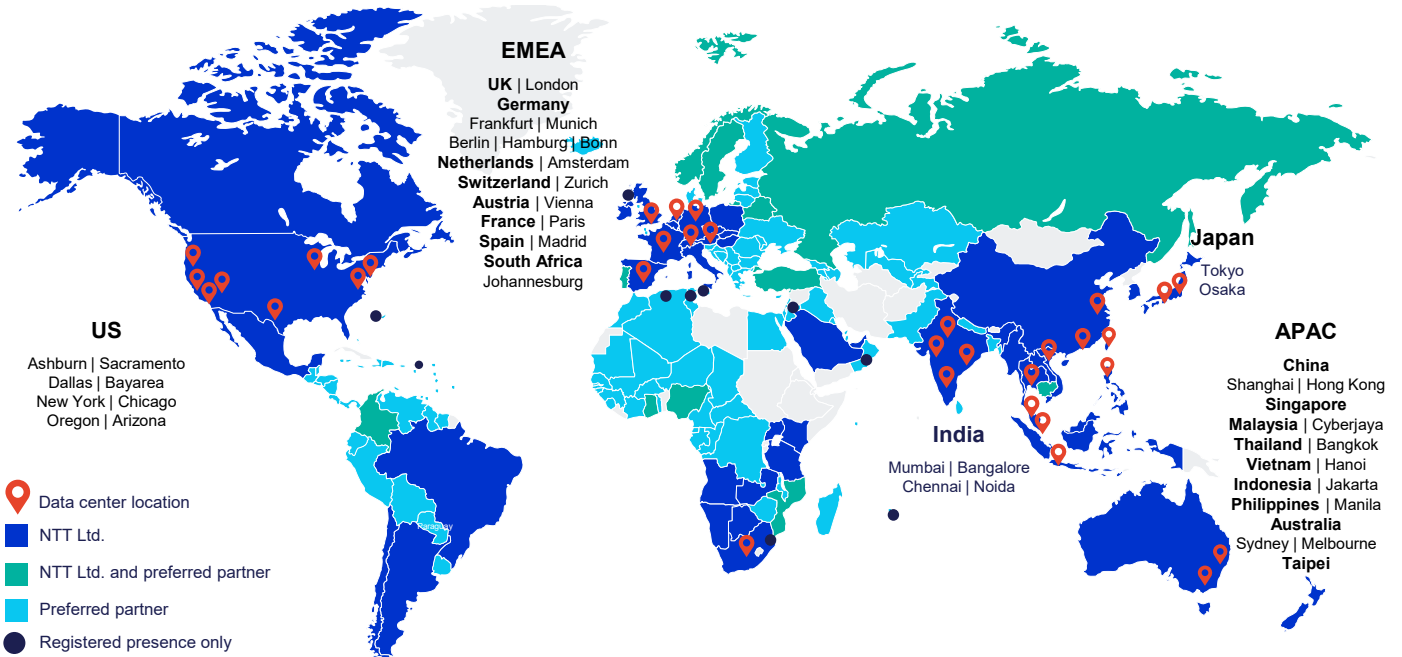 EMEA
UK | London
Germany
Frankfurt | Munich
Berlin | Hamburg | Bonn
Netherlands | Amsterdam
Switzerland | Zurich
Austria | Vienna
France | Paris
Spain | Madrid
South Africa
Johannesburg
US
Ashburn | Sacramento
Dallas | Bayarea
New York | Chicago
Oregon | Arizona
Japan
Tokyo
Osaka
APAC
China
Shanghai | Hong Kong
Singapore
Malaysia | Cyberjaya
Thailand | Bangkok
Vietnam | Hanoi
Indonesia | Jakarta
Philippines | Manila
Australia
Sydney | Melbourne
Taipei
India
Mumbai | Bangalore
Chennai | Noida
Paraguay
Data center location
NTT Ltd.
NTT Ltd. and preferred partner
Preferred partner
Registered presence only